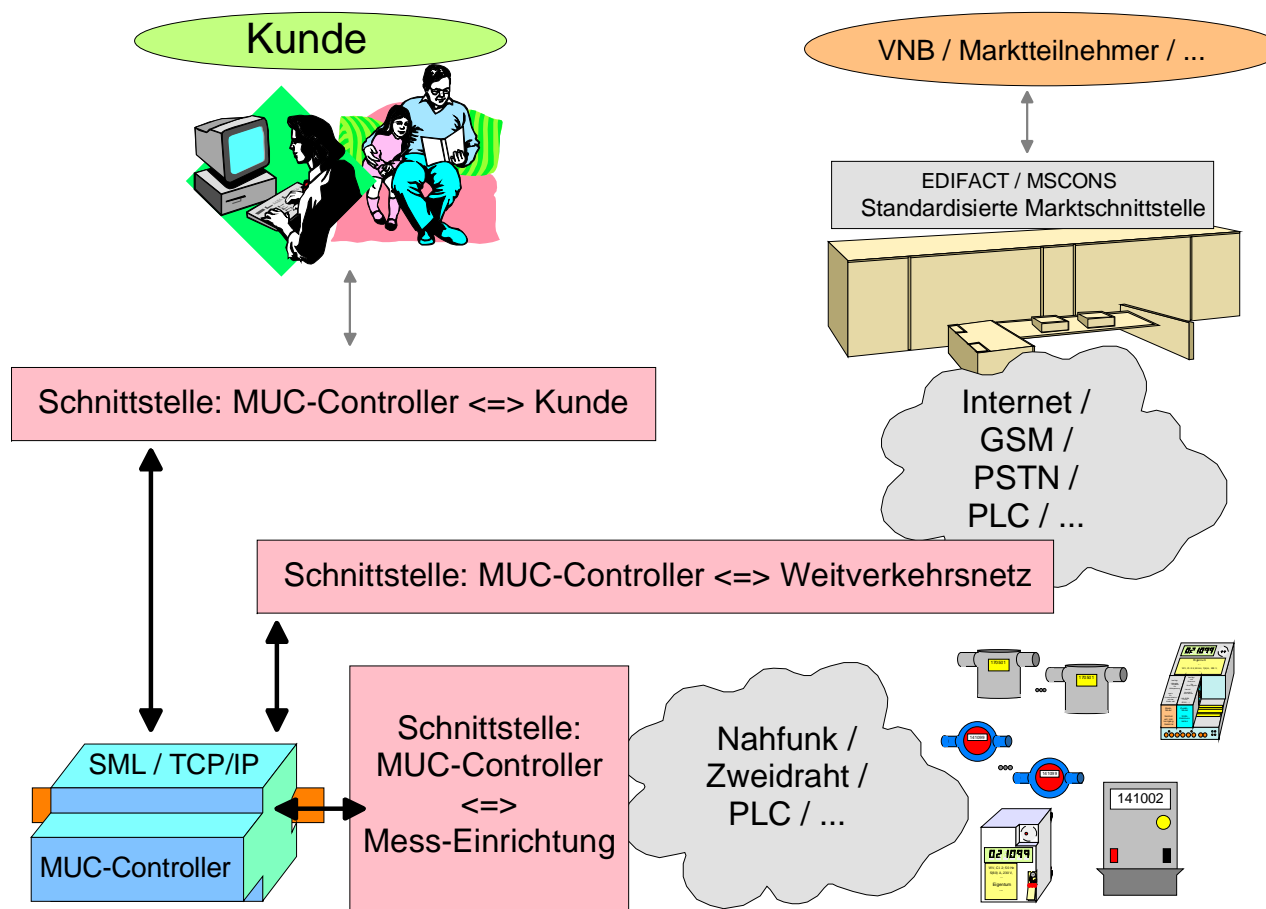 Kunde
VNB / Marktteilnehmer / ...
EDIFACT / MSCONS
Standardisierte Marktschnittstelle
Schnittstelle: MUC-Controller <=> Kunde
Internet /
GSM /
PSTN /
PLC / ...
Schnittstelle: MUC-Controller <=> Weitverkehrsnetz
SML / TCP/IP
MUC-Controller
Schnittstelle:
MUC-Controller
<=>
Mess-Einrichtung
Nahfunk /
Zweidraht /
PLC / ...
141002
Eigentum